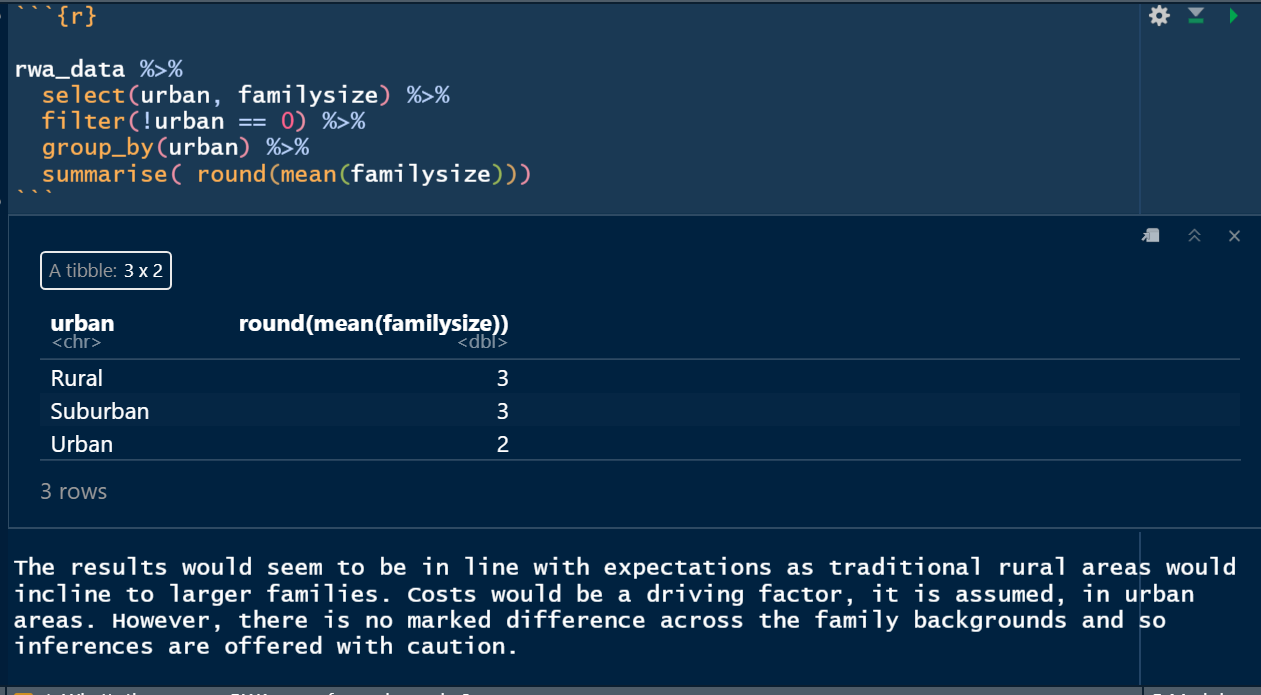 ```{r}
rwa_data %>%
select(urban, familysize) %>%
filter(!urban == 0) %>%
group_by(urban) %>%
summarise( round(mean(familysize)))
```
A tibble: 3 x 2
urban round(mean(familysize))
<chr> <dbl>
Rural 3
Suburban 3
Urban 2
3 rows
The results would seem to be in line with expectations as traditional rural areas would
incline to larger families. Costs would be a driving factor, it is assumed, in urban
areas. However, there is no marked difference across the family backgrounds and so
inferences are offered with caution.